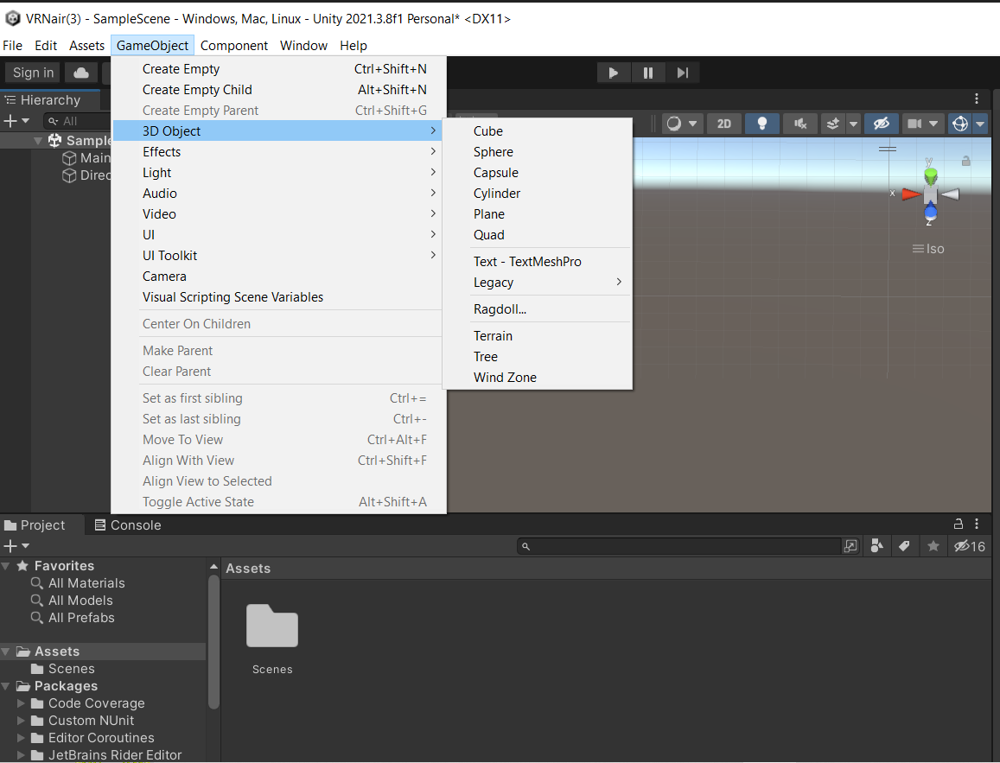 VRNair(3) - SampleScene - Windows, Mac, Linux - Unity 2021.3.8f1 Personal* <DX11>
File Edit Assets GameObject Component Window Help
Sign in
Hierarchy
All
Sample
Main
Direc
Create Empty Ctrl+Shift+N
Create Empty Child Alt+Shift+N
Create Empty Parent Ctrl+Shift+G
3D Object
Effects
Light
Audio
Video
UI
UI Toolkit
Camera
Visual Scripting Scene Variables
Center On Children
Make Parent
Clear Parent
Set as first sibling Ctrl+=
Set as last sibling Ctrl+-
Move To View Ctrl+Alt+F
Align With View Ctrl+Shift+F
Align View to Selected
Toggle Active State Alt+Shift+A
Cube
Sphere
Capsule
Cylinder
Plane
Quad
Text - TextMeshPro
Legacy
Ragdoll...
Terrain
Tree
Wind Zone
2D
y
x
z
Iso
Project Console
16
Favorites
All Materials
All Models
All Prefabs
Assets
Scenes
Packages
Code Coverage
Custom NUnit
Editor Coroutines
JetBrains Rider Editor
Assets
Scenes